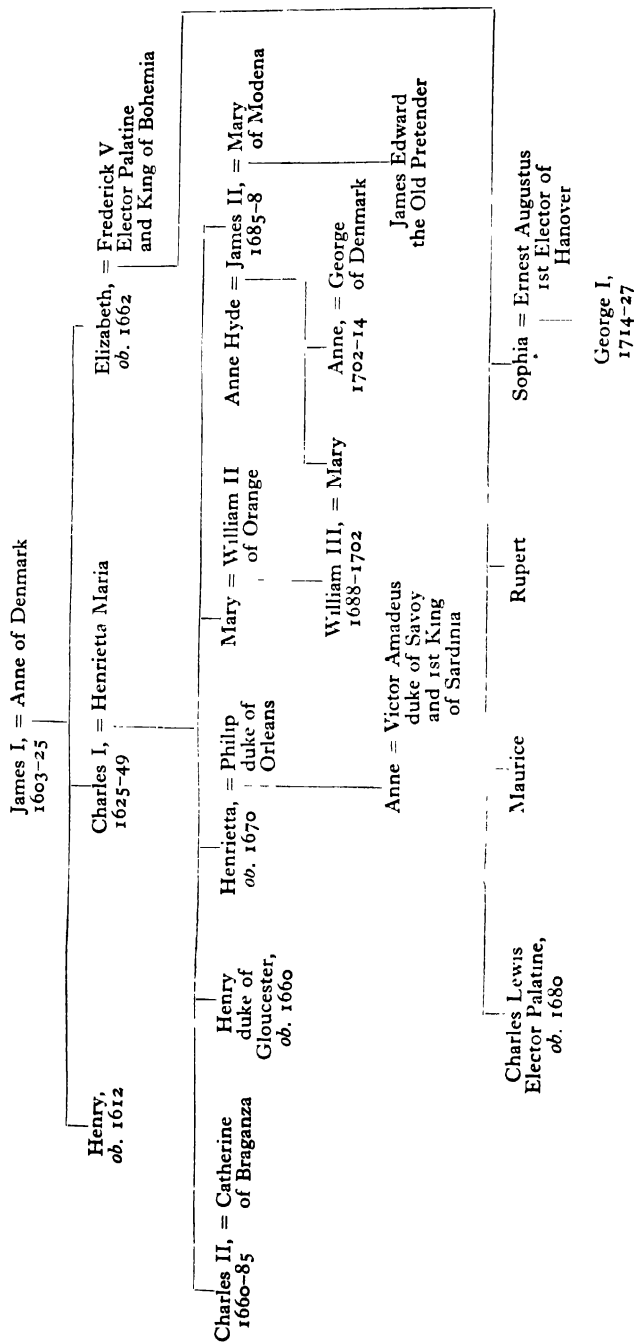 James I, = Anne of Denmark
1603–25
Henry,
ob. 1612
Charles I, = Henrietta Maria
1625–49
Elizabeth, = Frederick V
ob. 1662
Elector Palatine
and King of Bohemia
Charles II, = Catherine
1660–85
of Braganza
Henry
duke of
Gloucester,
ob. 1660
Henrietta, = Philip
ob. 1670
duke of
Orleans
Mary = William II
of Orange
Anne Hyde = James II, = Mary
1685–8
of Modena
Anne = Victor Amadeus
duke of Savoy
and 1st King
of Sardinia
William III, = Mary
1688–1702
Anne, = George
1702–14
of Denmark
James Edward
the Old Pretender
Charles Lewis
Elector Palatine,
ob. 1680
Maurice
Rupert
Sophia = Ernest Augustus
1st Elector of
Hanover
George I,
1714–27